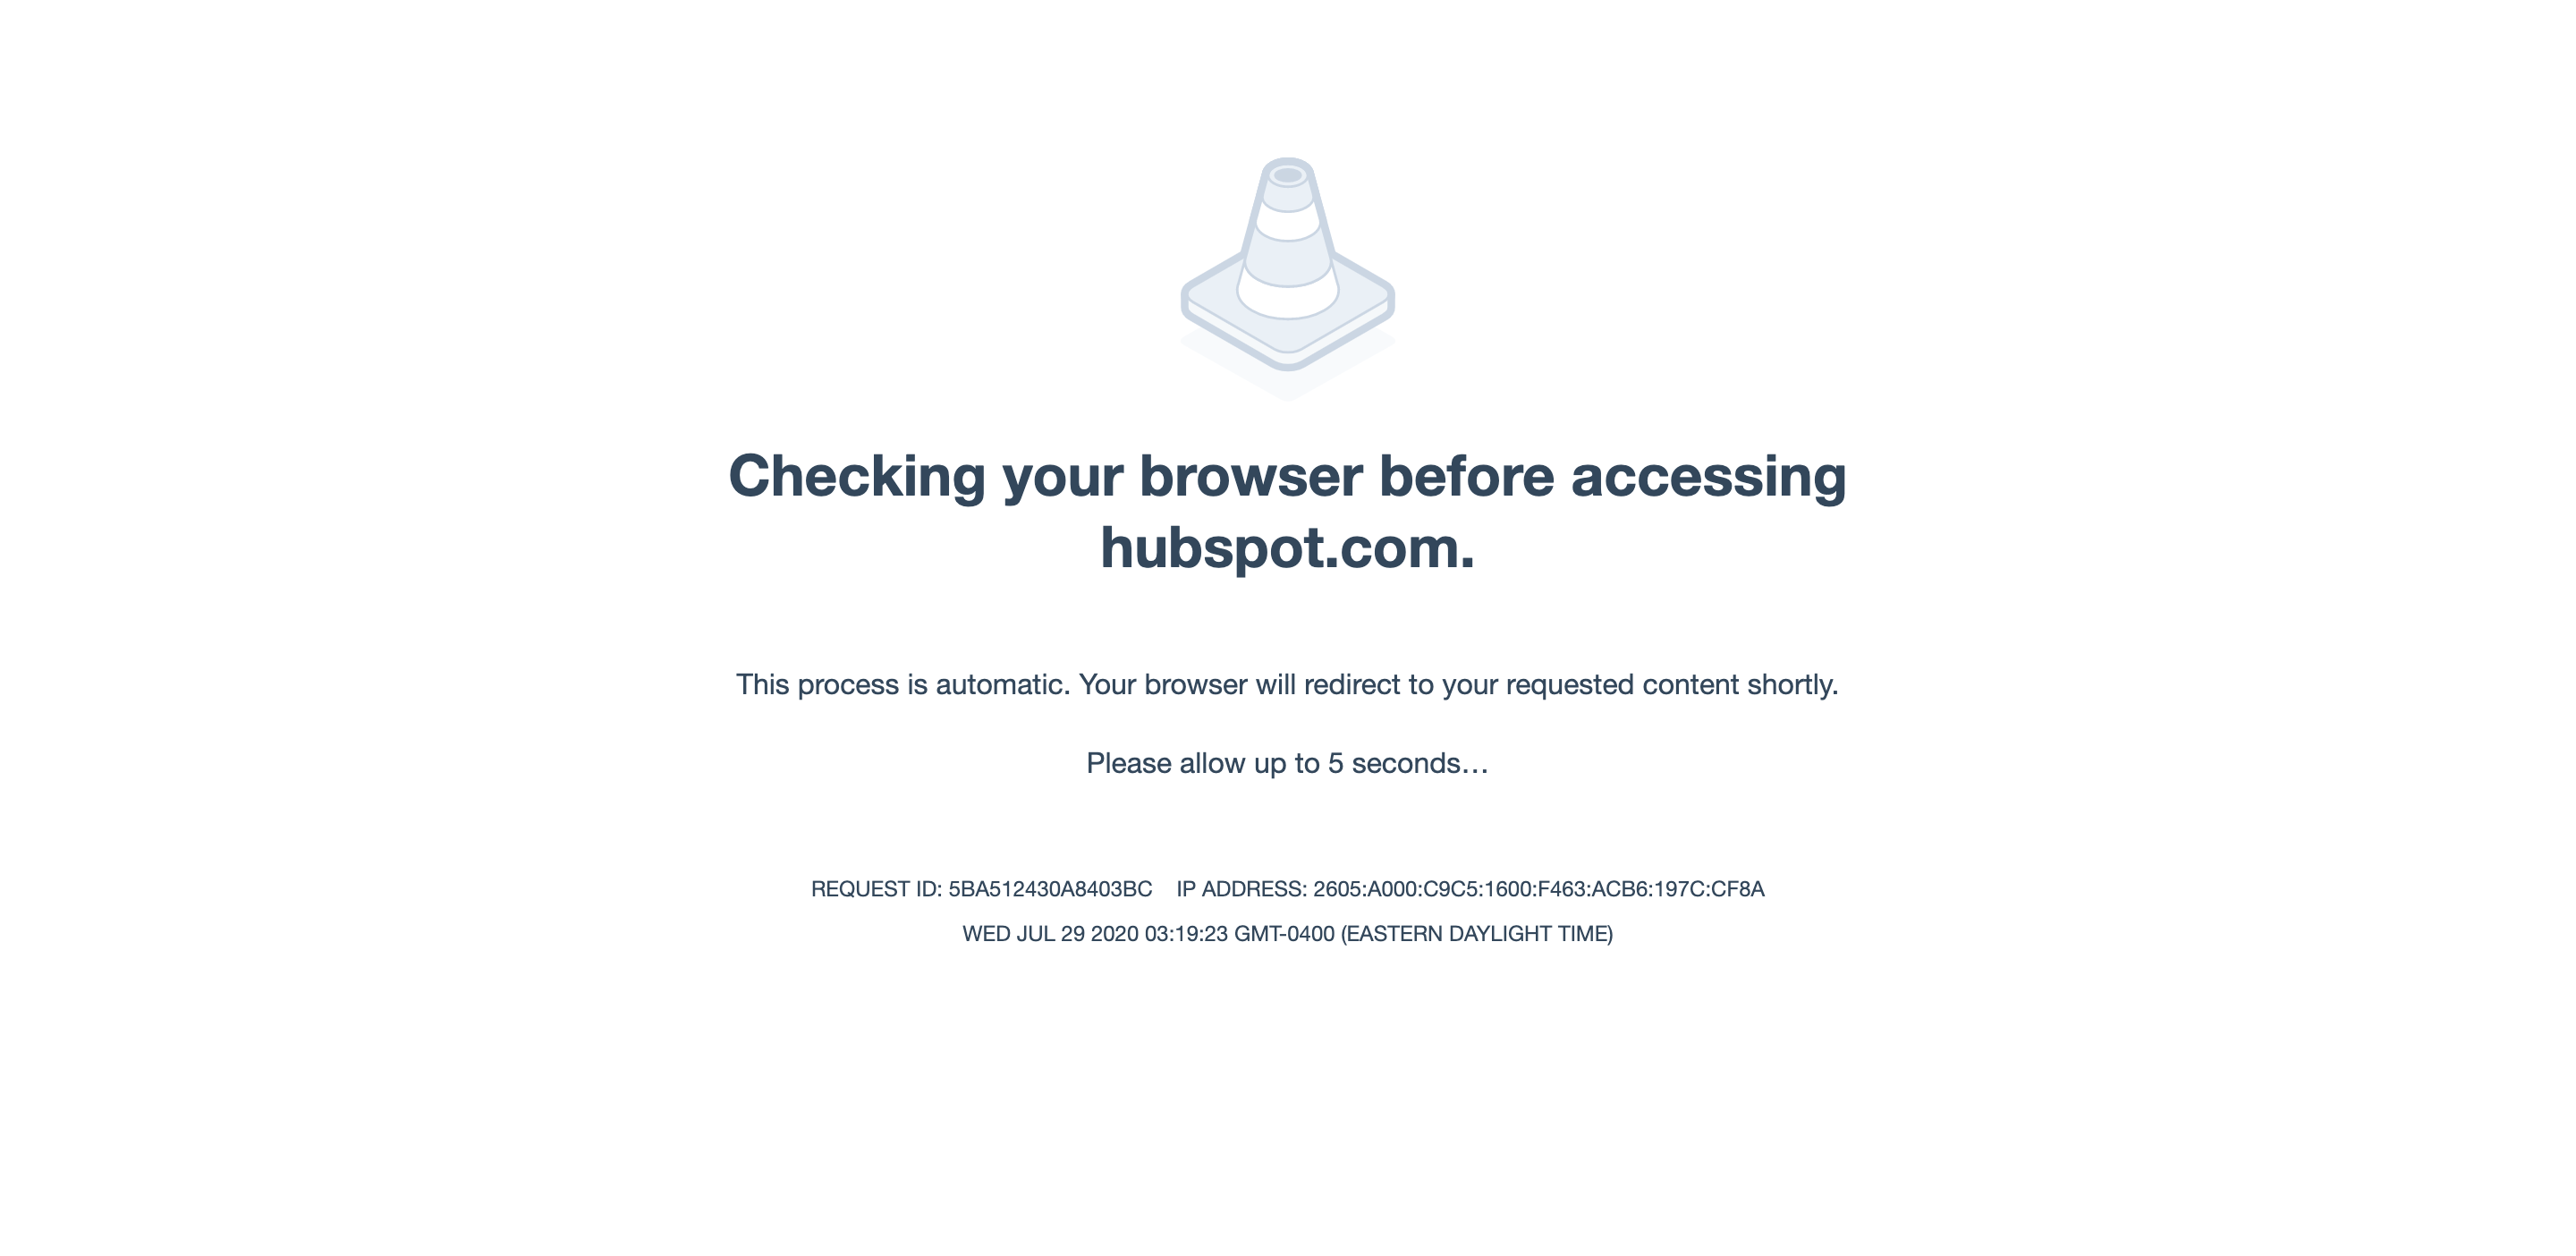 Checking your browser before accessing
hubspot.com.
This process is automatic. Your browser will redirect to your requested content shortly.
Please allow up to 5 seconds…
REQUEST ID: 5BA512430A8403BC IP ADDRESS: 2605:A000:C9C5:1600:F463:ACB6:197C:CF8A
WED JUL 29 2020 03:19:23 GMT-0400 (EASTERN DAYLIGHT TIME)